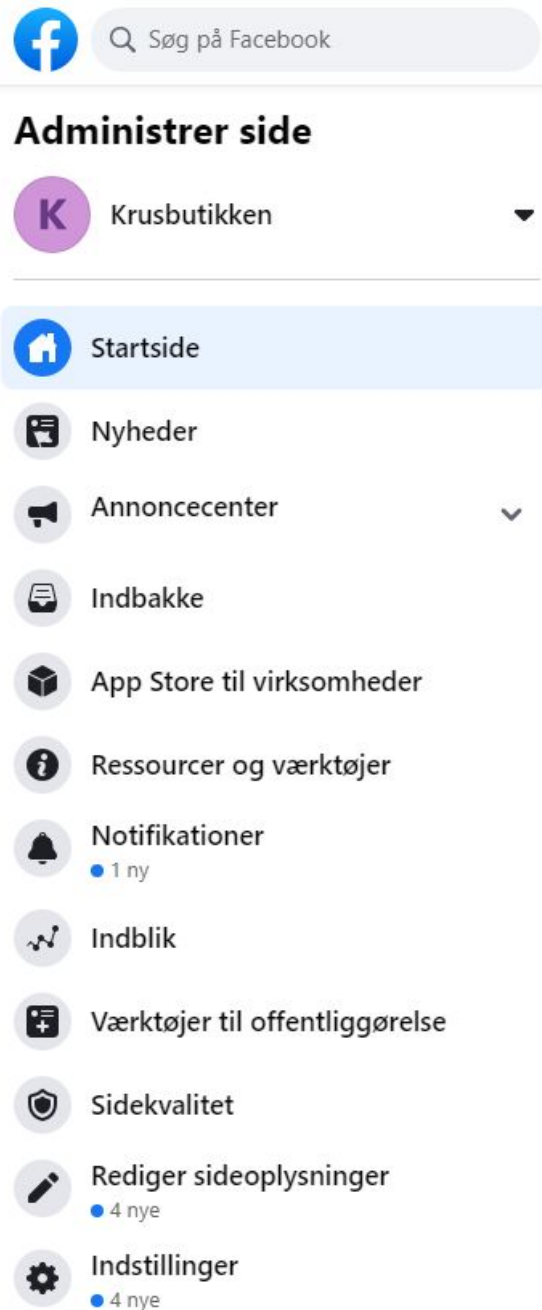 Søg på Facebook
Administrer side
K
Krusbutikken
Startside
Nyheder
Annoncecenter
Indbakke
App Store til virksomheder
Ressourcer og værktøjer
Notifikationer
1 ny
Indblik
Værktøjer til offentliggørelse
Sidekvalitet
Rediger sideoplysninger
4 nye
Indstillinger
4 nye